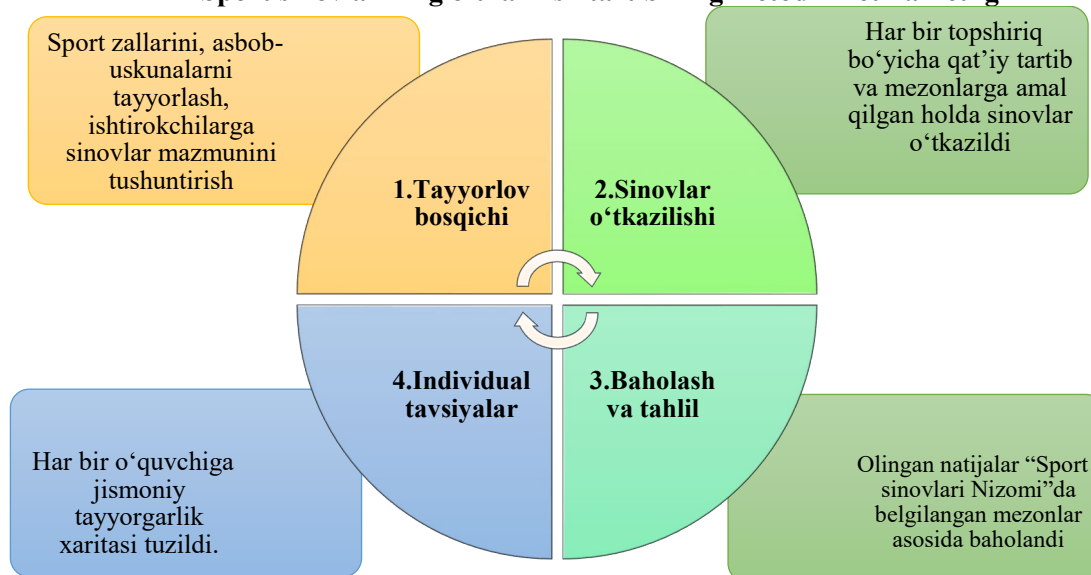 Sport zallarini, asbob-
uskunalarni
tayyorlash,
ishtirokchilarga
sinovlar mazmunini
tushuntirish
Har bir topshiriq
bo‘yicha qat’iy tartib
va mezonlarga amal
qilgan holda sinovlar
o‘tkazildi
1.Tayyorlov
bosqichi
2.Sinovlar
o‘tkazilishi
4.Individual
tavsiyalar
3.Baholash
va tahlil
Har bir o‘quvchiga
jismoniy
tayyorgarlik
xaritasi tuzildi.
Olingan natijalar “Sport
sinovlari Nizomi”da
belgilangan mezonlar
asosida baholandi